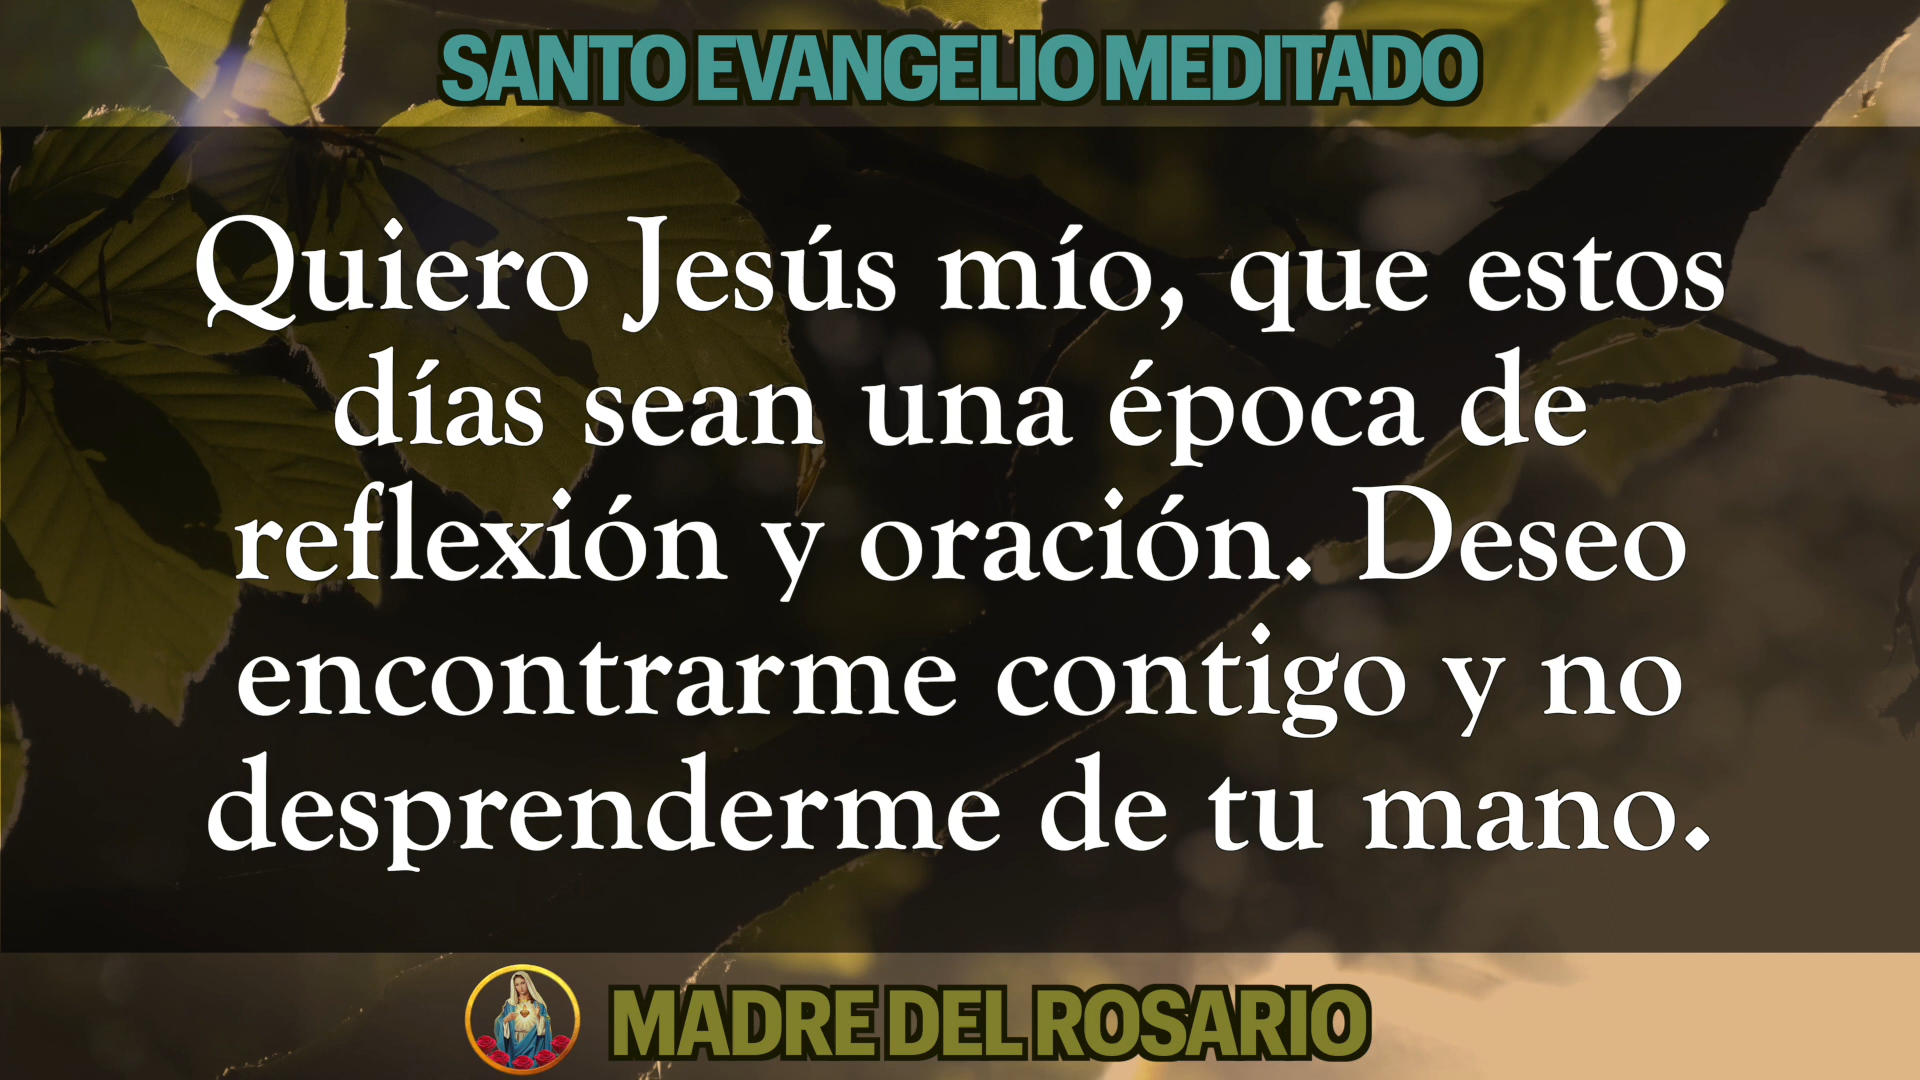 SANTO EVANGELIO MEDITADO
Quiero Jesús mío, que estos
días sean una época de
reflexión y oración. Deseo
encontrarme contigo y no
desprenderme de tu mano.
MADRE DEL ROSARIO